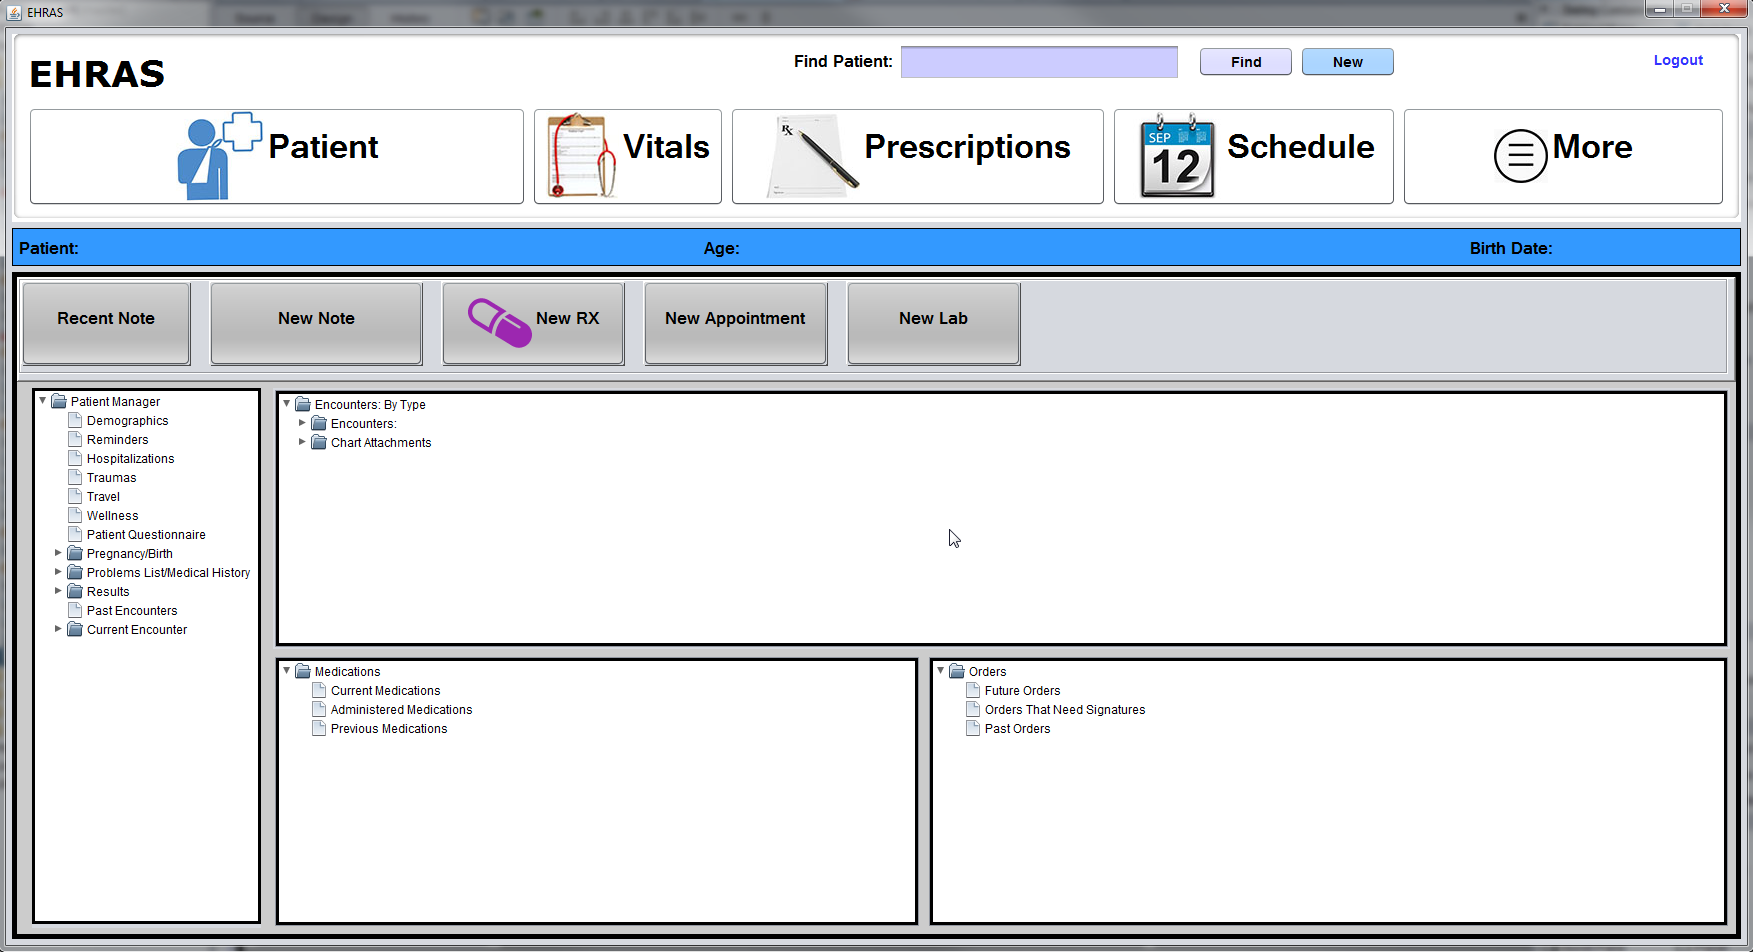 EHRAS
EHRAS
Find Patient:
Find
New
Logout
Patient
Vitals
Rx
Prescriptions
SEP
12
Schedule
More
Patient:
Age:
Birth Date:
Recent Note
New Note
New RX
New Appointment
New Lab
Patient Manager
Demographics
Reminders
Hospitalizations
Traumas
Travel
Wellness
Patient Questionnaire
Pregnancy/Birth
Problems List/Medical History
Results
Past Encounters
Current Encounter
Encounters: By Type
Encounters:
Chart Attachments
Medications
Current Medications
Administered Medications
Previous Medications
Orders
Future Orders
Orders That Need Signatures
Past Orders